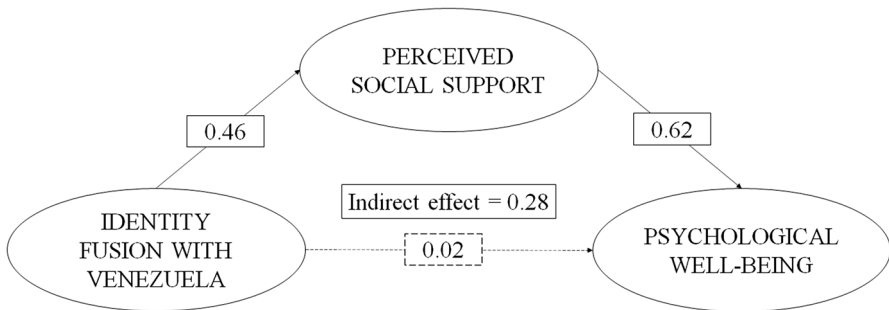 PERCEIVED
SOCIAL SUPPORT
0.46
0.62
Indirect effect = 0.28
IDENTITY
FUSION WITH
VENEZUELA
0.02
PSYCHOLOGICAL
WELL-BEING